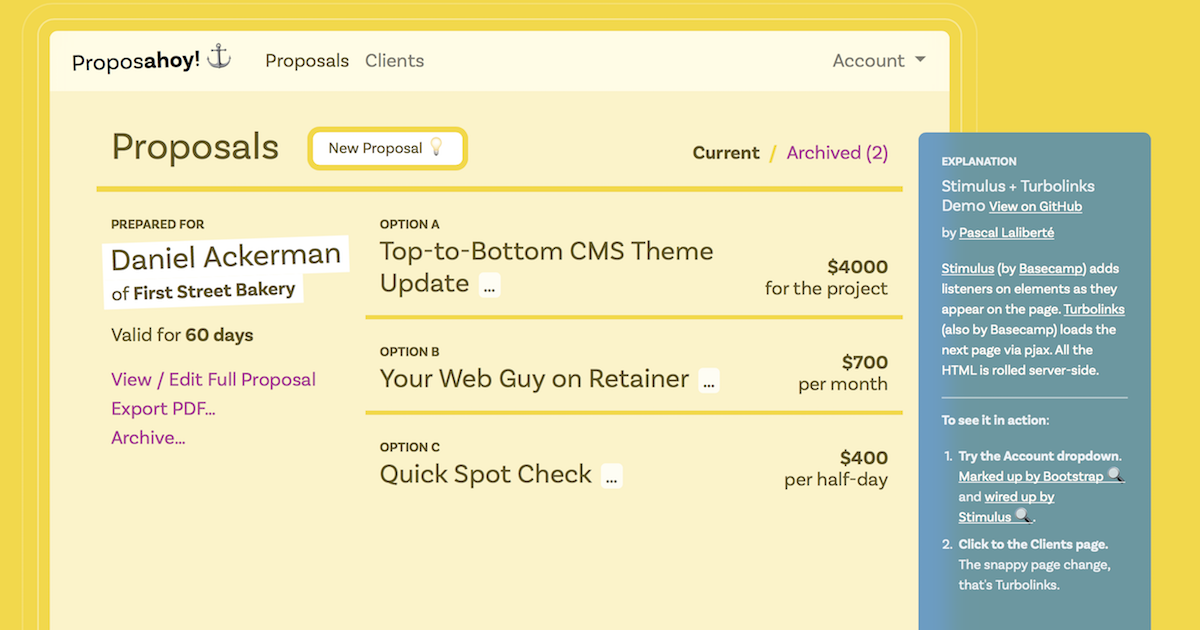 Proposahoy!
Proposals
Clients
Account
Proposals
New Proposal
Current / Archived (2)
PREPARED FOR
Daniel Ackerman
of First Street Bakery
Valid for 60 days
View / Edit Full Proposal
Export PDF…
Archive…
OPTION A
Top-to-Bottom CMS Theme
Update ...
$4000
for the project
OPTION B
Your Web Guy on Retainer ...
$700
per month
OPTION C
Quick Spot Check ...
$400
per half-day
EXPLANATION
Stimulus + Turbolinks
Demo View on GitHub
by Pascal Laliberté
Stimulus (by Basecamp) adds
listeners on elements as they
appear on the page. Turbolinks
(also by Basecamp) loads the
next page via pjax. All the
HTML is rolled server-side.
To see it in action:
1. Try the Account dropdown.
Marked up by Bootstrap
and wired up by
Stimulus.
2. Click to the Clients page.
The snappy page change,
that's Turbolinks.